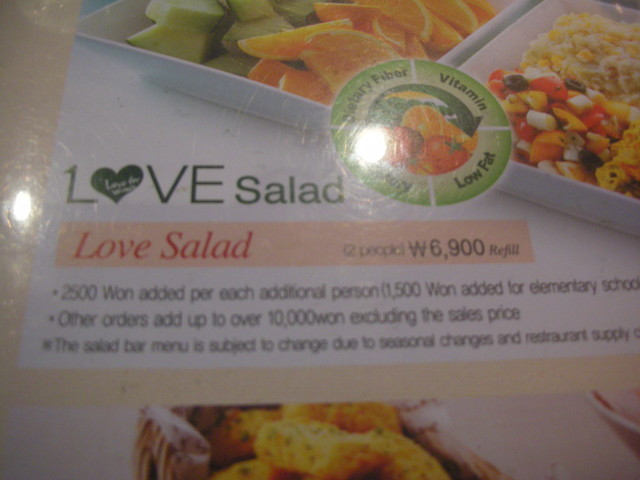 Dietary Fiber
Vitamin
Low Fat
LOVE Salad
Love Salad (2 people) ₩6,900 Refill
• 2500 Won added per each additional person(1,500 Won added for elementary school
• Other orders add up to over 10,000won excluding the sales price
※The salad bar menu is subject to change due to seasonal changes and restraurant supply